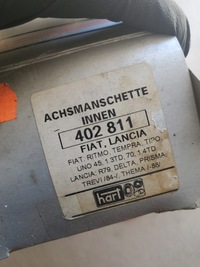 ACHSMANSCHETTE
INNEN
402 811
FIAT, LANCIA
FIAT. RITMO, TEMPRA, TIPO
UNO 45, 1.3TD, 70, 1.4TD
LANCIA, R79, DELTA, PRISMA,
TREVI /84-/, THEMA /-86/
hart